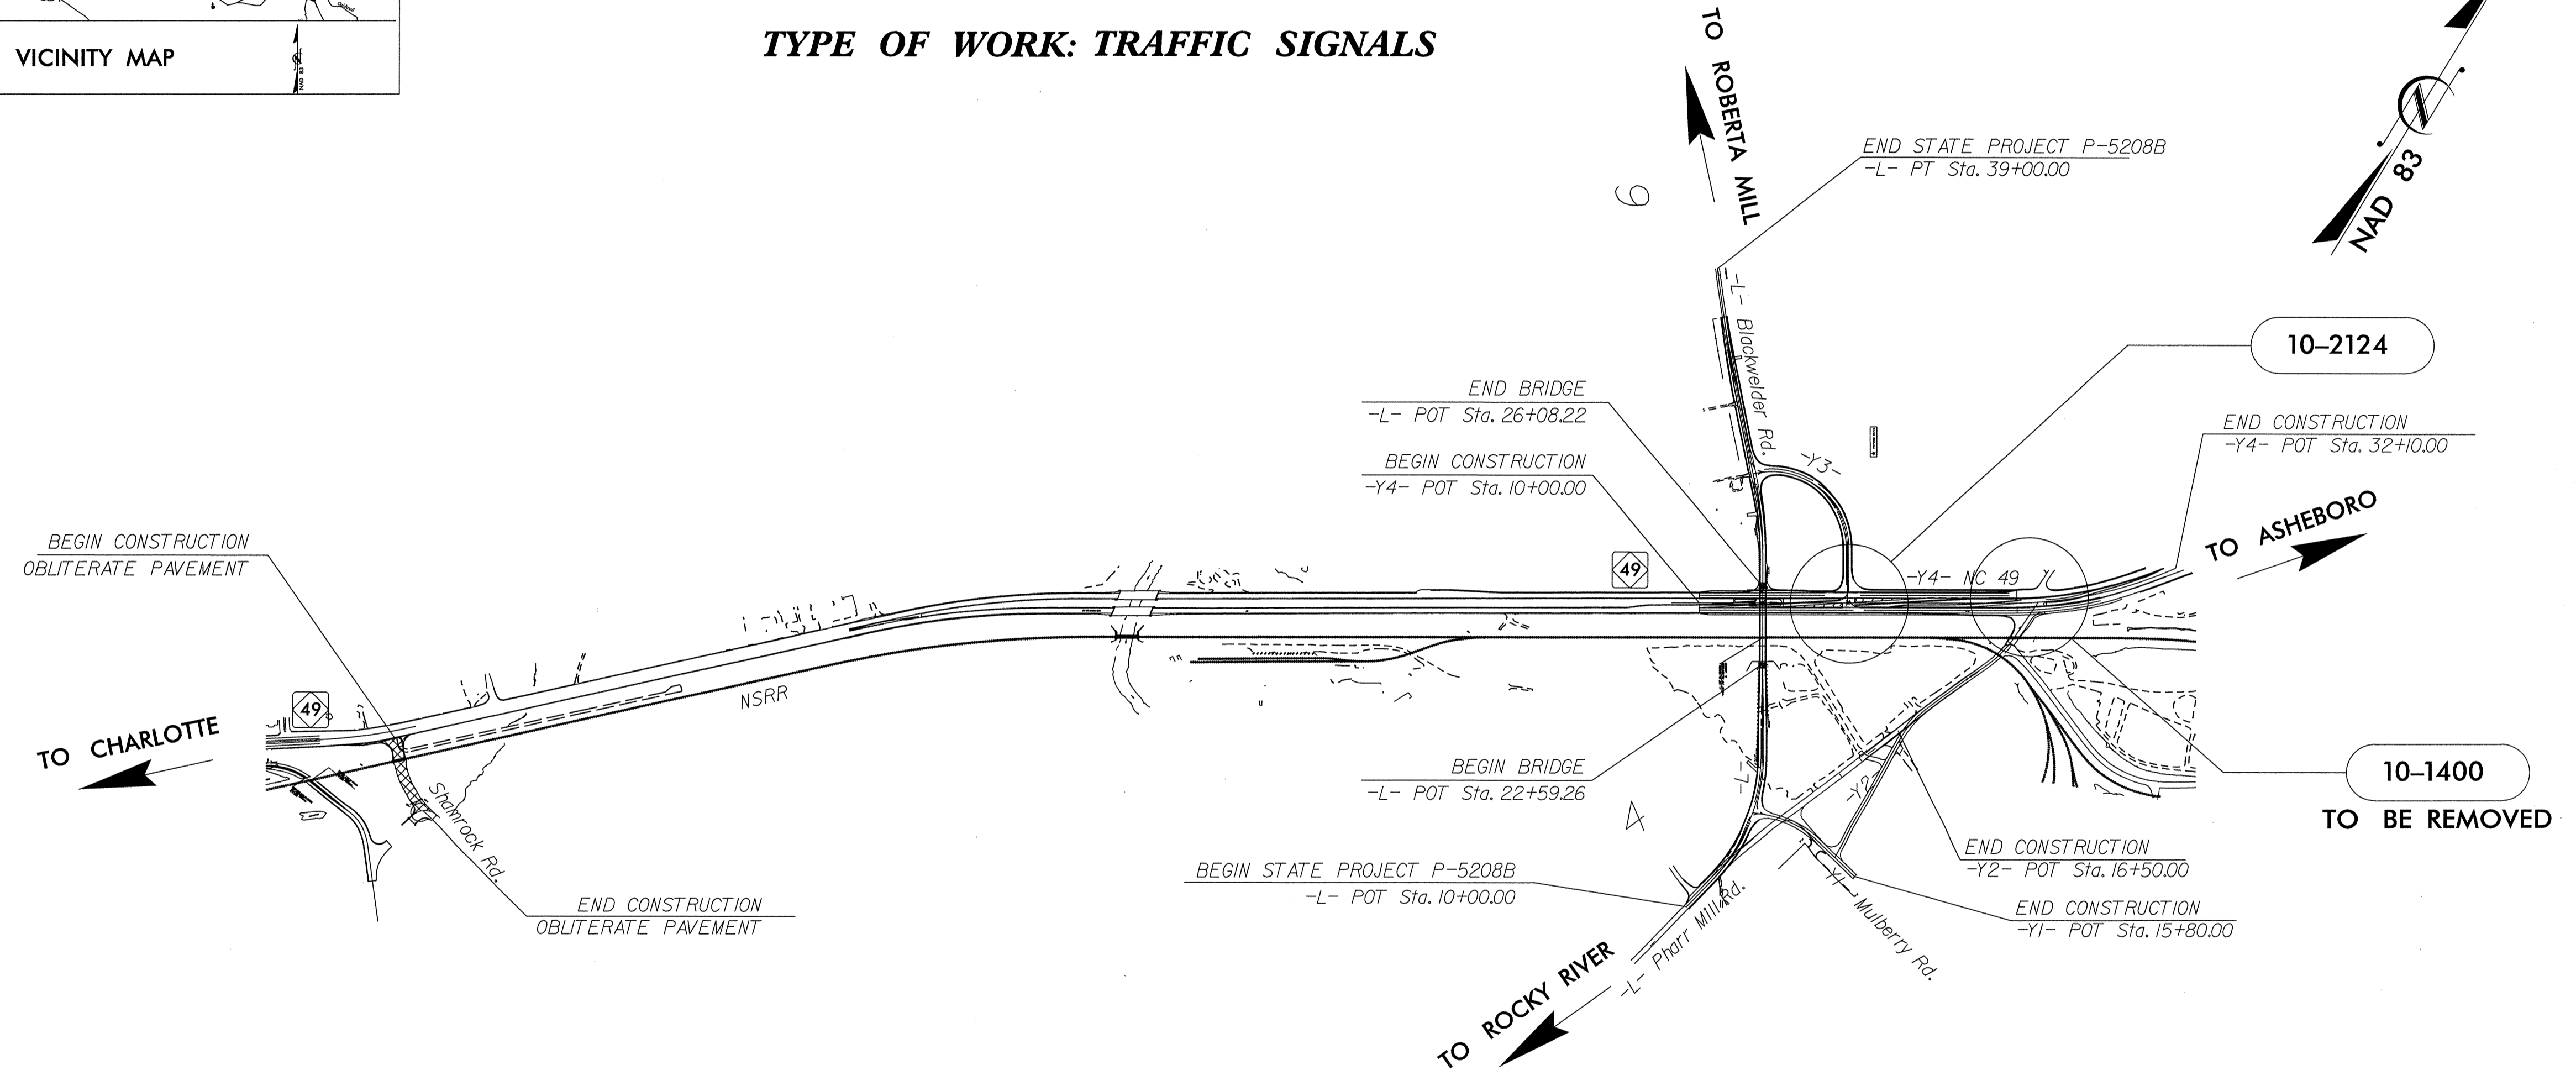 VICINITY MAP
NAD 83
TYPE OF WORK: TRAFFIC SIGNALS
TO ROBERTA MILL
NAD 83
END STATE PROJECT P-5208B
-L- PT Sta. 39+00.00
6
-L- Blackwelder Rd.
10-2124
END BRIDGE
-L- POT Sta. 26+08.22
END CONSTRUCTION
-Y4- POT Sta. 32+10.00
BEGIN CONSTRUCTION
-Y4- POT Sta. 10+00.00
-Y3-
TO ASHEBORO
BEGIN CONSTRUCTION
OBLITERATE PAVEMENT
49
-Y4- NC 49
NSRR
49
TO CHARLOTTE
Shamrock Rd.
BEGIN BRIDGE
-L- POT Sta. 22+59.26
-L-
-Y2-
10-1400
TO BE REMOVED
4
END CONSTRUCTION
-Y2- POT Sta. 16+50.00
BEGIN STATE PROJECT P-5208B
-L- POT Sta. 10+00.00
END CONSTRUCTION
OBLITERATE PAVEMENT
END CONSTRUCTION
-Y1- POT Sta. 15+80.00
-L- Pharr Mill Rd.
-Y1- Mulberry Rd.
TO ROCKY RIVER